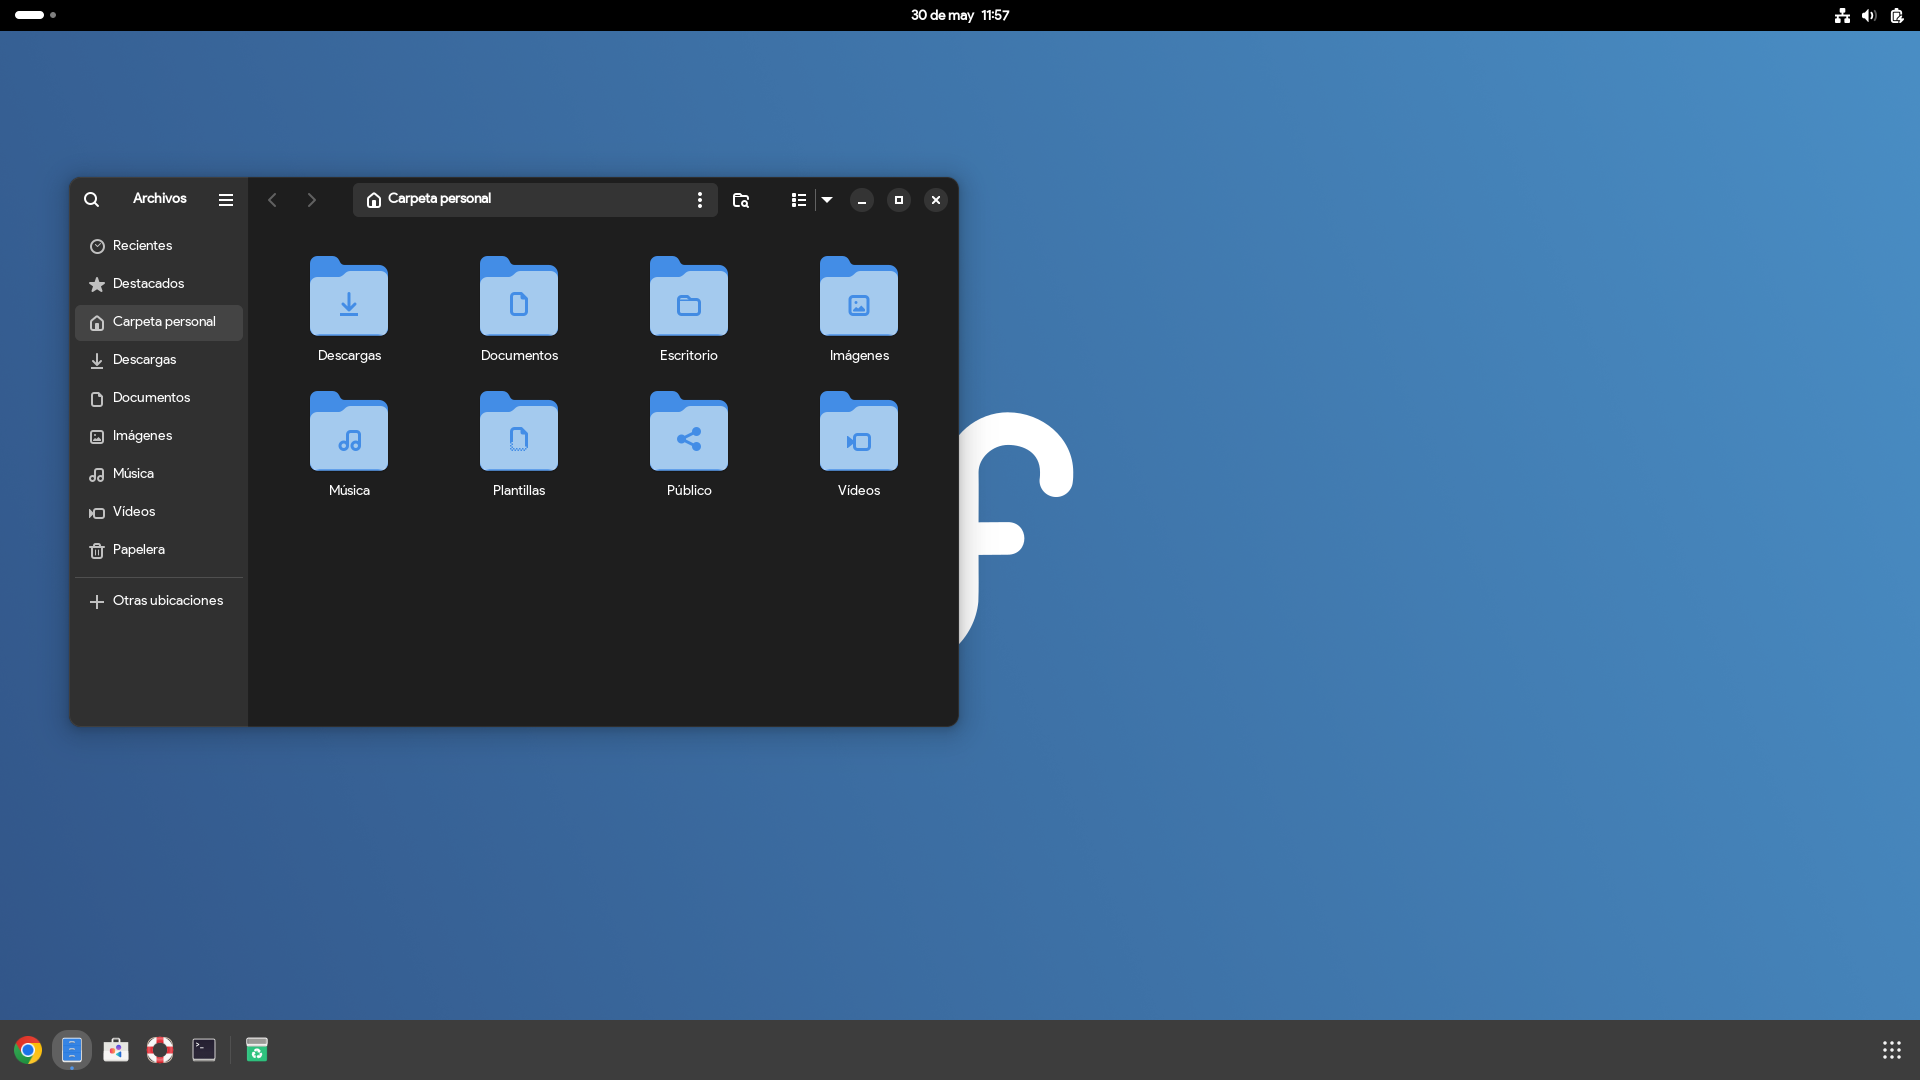 30 de may 11:57
Archivos
Carpeta personal
Recientes
Destacados
Carpeta personal
Descargas
Documentos
Imágenes
Música
Vídeos
Papelera
Otras ubicaciones
Descargas
Documentos
Escritorio
Imágenes
Música
Plantillas
Público
Vídeos